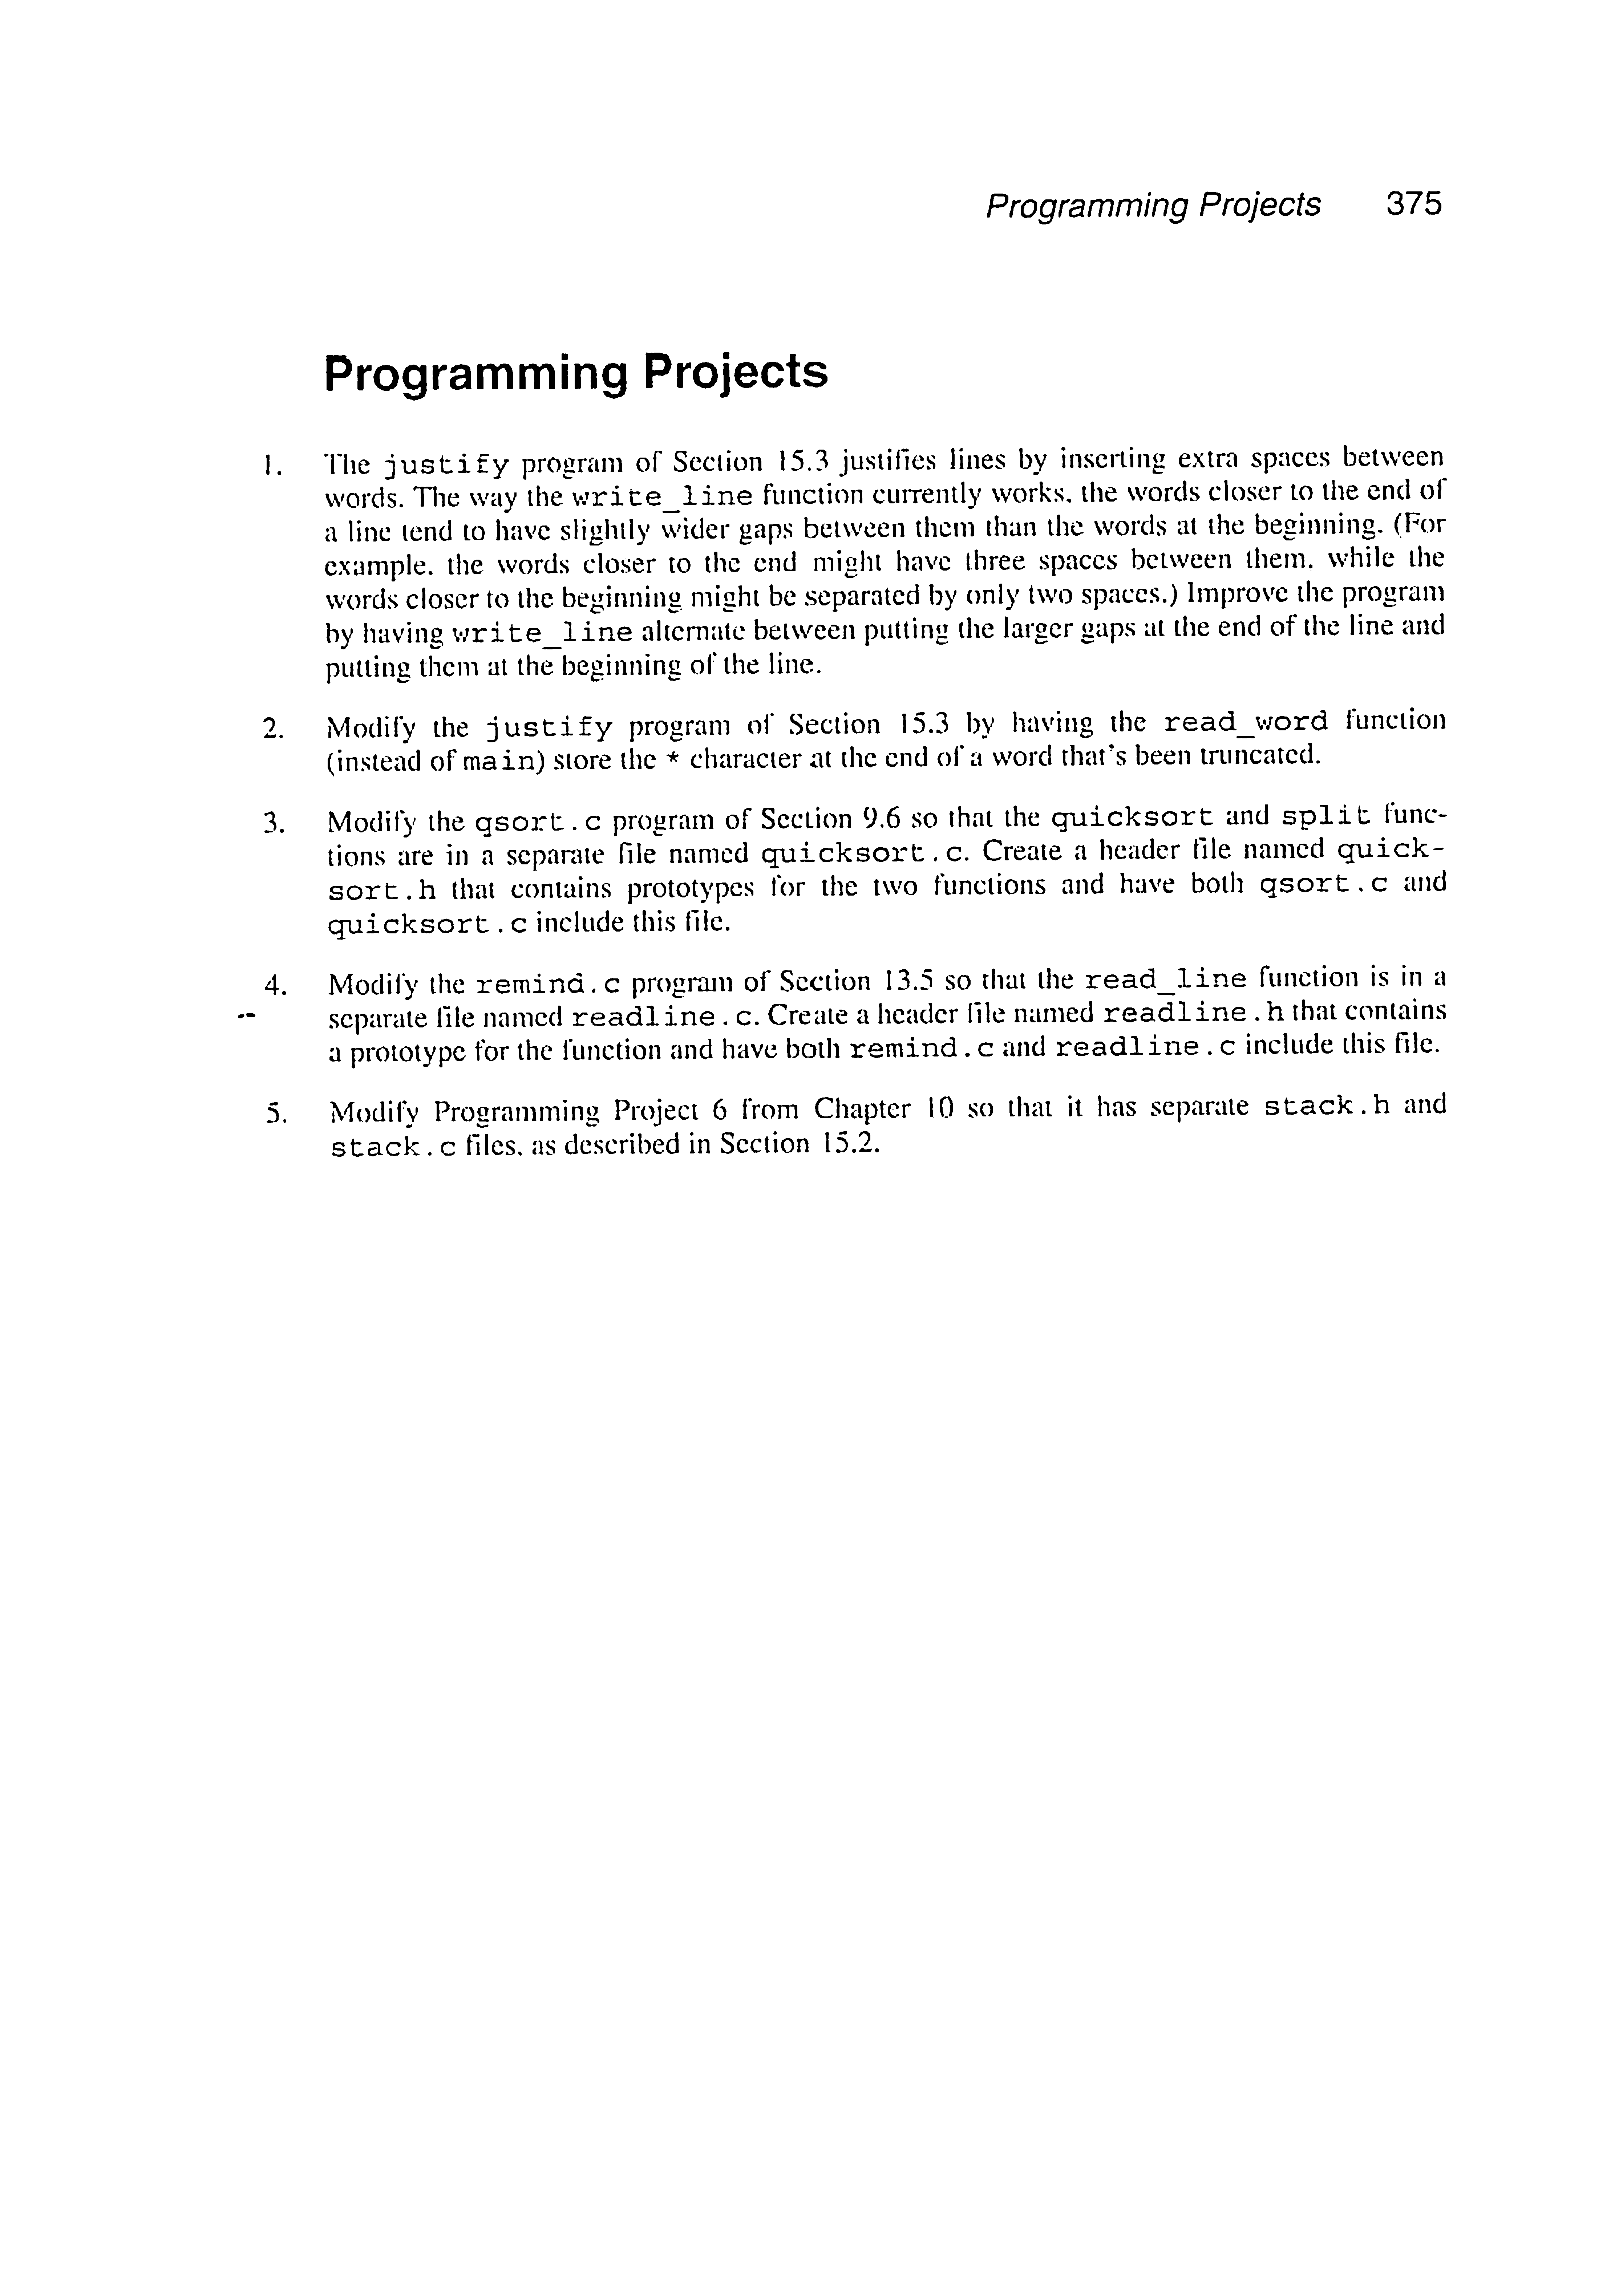 Programming Projects 375
Programming Projects
1. The justify program of Section 15.3 justifies lines by inserting extra spaces between
words. The way the write_line function currently works, the words closer to the end of
a line tend to have slightly wider gaps between them than the words at the beginning. (For
example, the words closer to the end might have three spaces between them, while the
words closer to the beginning might be separated by only two spaces.) Improve the program
by having write_line alternate between putting the larger gaps at the end of the line and
putting them at the beginning of the line.
2. Modify the justify program of Section 15.3 by having the read_word function
(instead of main) store the * character at the end of a word that's been truncated.
3. Modify the qsort.c program of Section 9.6 so that the quicksort and split func-
tions are in a separate file named quicksort.c. Create a header file named quick-
sort.h that contains prototypes for the two functions and have both qsort.c and
quicksort.c include this file.
4. Modify the remind.c program of Section 13.5 so that the read_line function is in a
separate file named readline.c. Create a header file named readline.h that contains
a prototype for the function and have both remind.c and readline.c include this file.
5. Modify Programming Project 6 from Chapter 10 so that it has separate stack.h and
stack.c files, as described in Section 15.2.